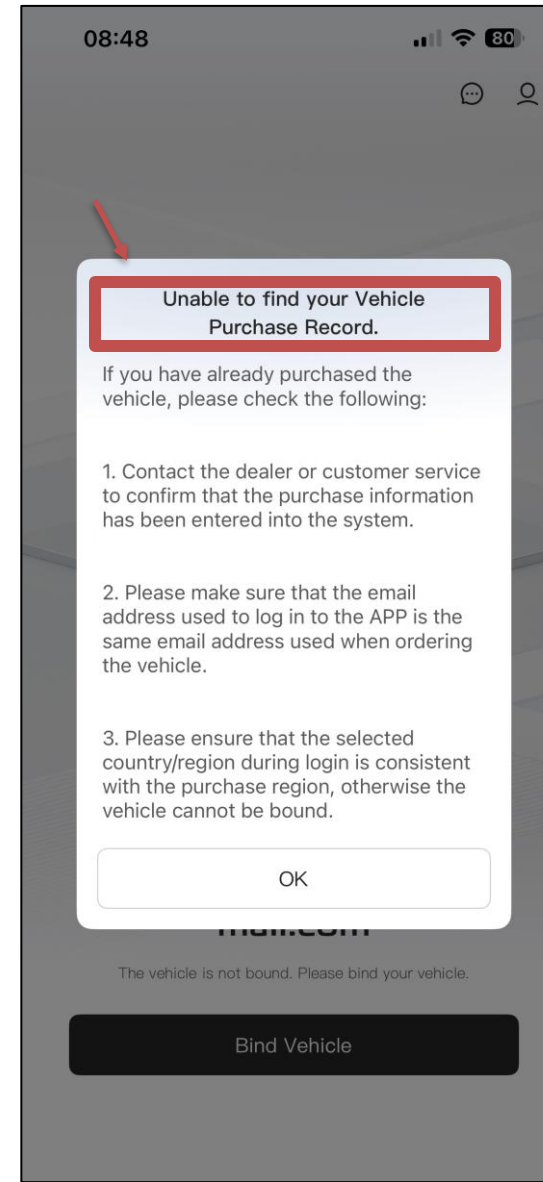 08:48
80
Unable to find your Vehicle
Purchase Record.
If you have already purchased the
vehicle, please check the following:
1. Contact the dealer or customer service
to confirm that the purchase information
has been entered into the system.
2. Please make sure that the email
address used to log in to the APP is the
same email address used when ordering
the vehicle.
3. Please ensure that the selected
country/region during login is consistent
with the purchase region, otherwise the
vehicle cannot be bound.
OK
mail.com
The vehicle is not bound. Please bind your vehicle.
Bind Vehicle